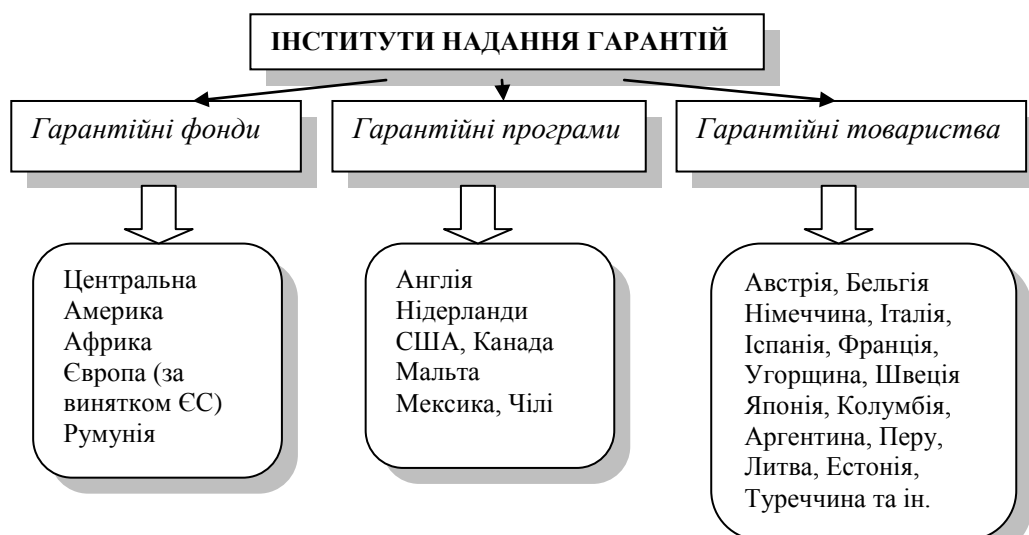 ІНСТИТУТИ НАДАННЯ ГАРАНТІЙ
Гарантійні фонди
Гарантійні програми
Гарантійні товариства
Центральна
Америка
Африка
Європа (за
винятком ЄС)
Румунія
Англія
Нідерланди
США, Канада
Мальта
Мексика, Чілі
Австрія, Бельгія
Німеччина, Італія,
Іспанія, Франція,
Угорщина, Швеція
Японія, Колумбія,
Аргентина, Перу,
Литва, Естонія,
Туреччина та ін.